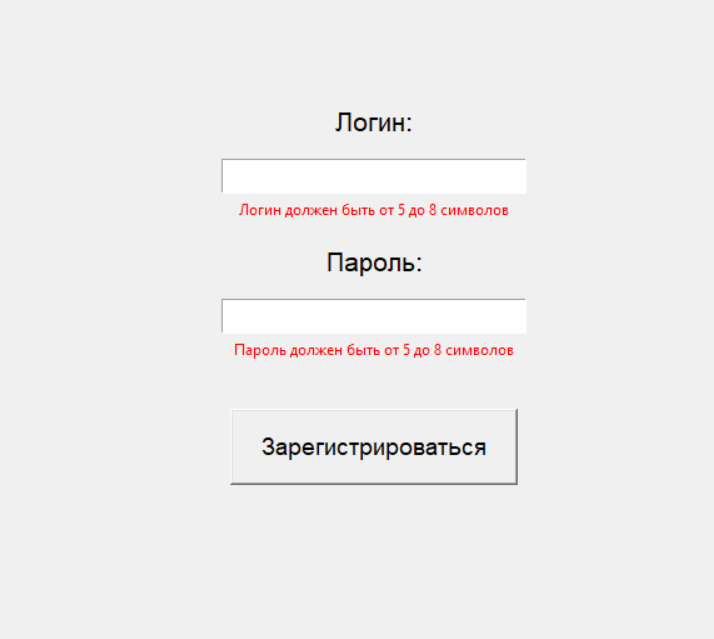 Логин:
Логин должен быть от 5 до 8 символов
Пароль:
Пароль должен быть от 5 до 8 символов
Зарегистрироваться